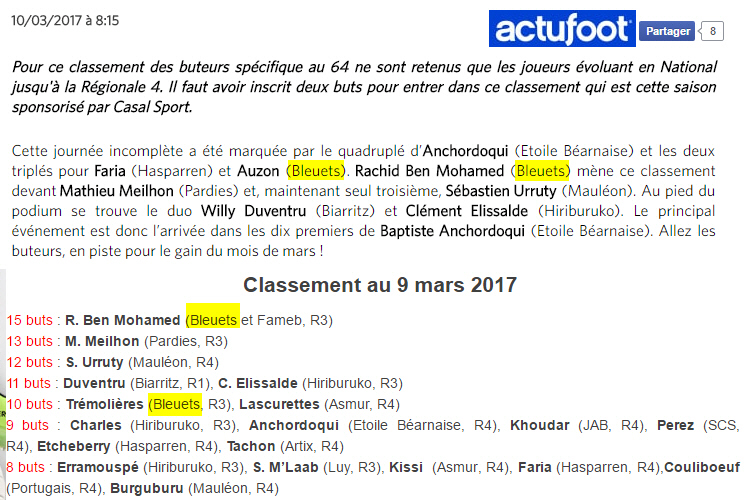 10/03/2017 à 8:15
actufoot
Partager
8
Pour ce classement des buteurs spécifique au 64 ne sont retenus que les joueurs évoluant en National
jusqu'à la Régionale 4. Il faut avoir inscrit deux buts pour entrer dans ce classement qui est cette saison
sponsorisé par Casal Sport.
Cette journée incomplète a été marquée par le quadruplé d'Anchordoqui (Etoile Béarnaise) et les deux
triplés pour Faria (Hasparren) et Auzon (Bleuets). Rachid Ben Mohamed (Bleuets) mène ce classement
devant Mathieu Meilhon (Pardies) et, maintenant seul troisième, Sébastien Urruty (Mauléon). Au pied du
podium se trouve le duo Willy Duventru (Biarritz) et Clément Elissalde (Hiriburuko). Le principal
événement est donc l'arrivée dans les dix premiers de Baptiste Anchordoqui (Etoile Béarnaise). Allez les
buteurs, en piste pour le gain du mois de mars !
Classement au 9 mars 2017
15 buts : R. Ben Mohamed (Bleuets et Fameb, R3)
13 buts : M. Meilhon (Pardies, R3)
12 buts : S. Urruty (Mauléon, R4)
11 buts : Duventru (Biarritz, R1), C. Elissalde (Hiriburuko, R3)
10 buts : Trémolières (Bleuets, R3), Lascurettes (Asmur, R4)
9 buts : Charles (Hiriburuko, R3), Anchordoqui (Etoile Béarnaise, R4), Khoudar (JAB, R4), Perez (SCS,
R4), Etcheberry (Hasparren, R4), Tachon (Artix, R4)
8 buts : Erramouspé (Hiriburuko, R3), S. M'Laab (Luy, R3), Kissi (Asmur, R4), Faria (Hasparren, R4),Couliboeuf
(Portugais, R4), Burguburu (Mauléon, R4)